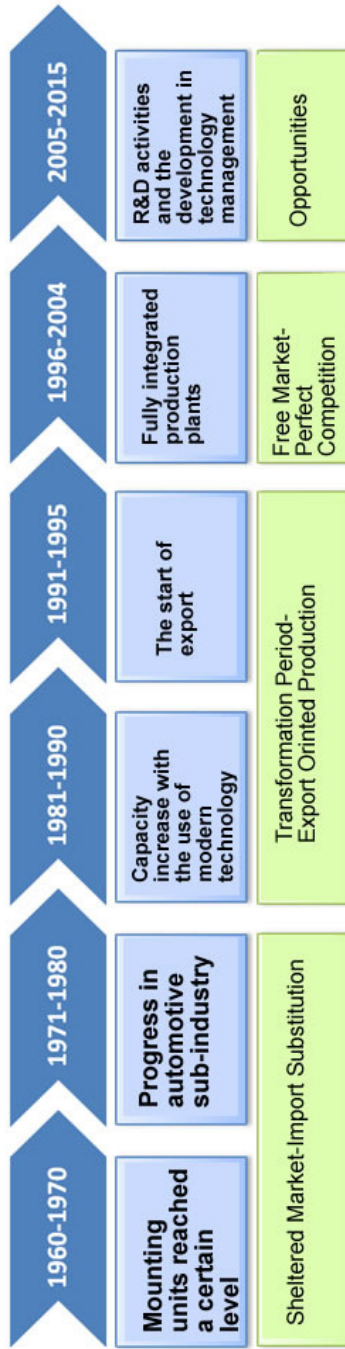 1960-1970
1971-1980
1981-1990
1991-1995
1996-2004
2005-2015
Mounting
units reached
a certain
level
Progress in
automotive
sub-industry
Capacity
increase with
the use of
modern
technology
The start of
export
Fully integrated
production
plants
R&D activities
and the
development in
technology
management
Sheltered Market-Import Substitution
Transformation Period-
Export Orinted Production
Free Market-
Perfect
Competition
Opportunities